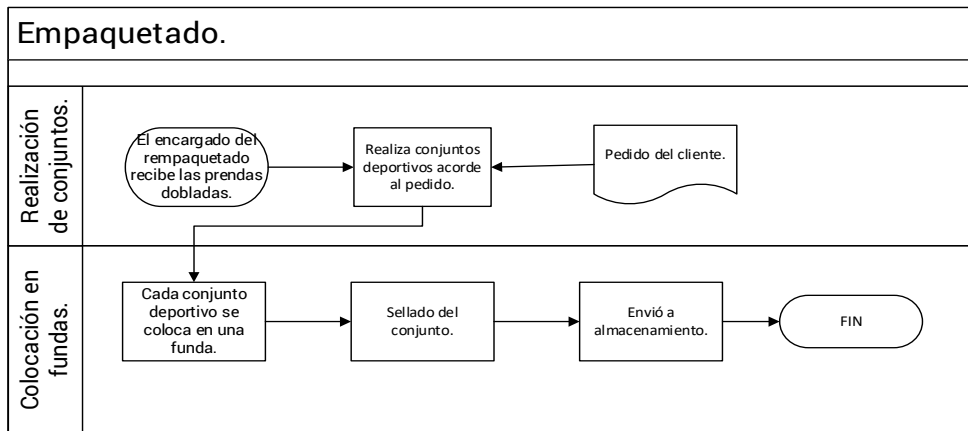 Empaquetado.
Realización
de conjuntos.
El encargado del
rempaquetado
recibe las prendas
dobladas.
Realiza conjuntos
deportivos acorde
al pedido.
Pedido del cliente.
Colocación en
fundas.
Cada conjunto
deportivo se
coloca en una
funda.
Sellado del
conjunto.
Envió a
almacenamiento.
FIN